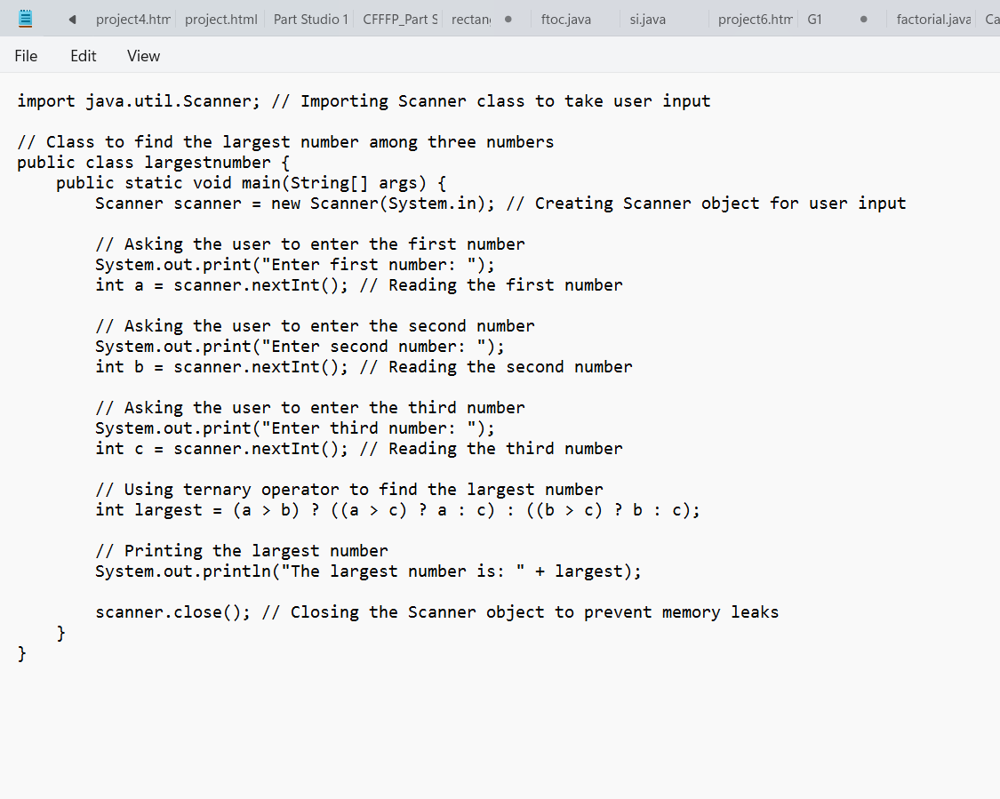 project4.htm project.html Part Studio 1 CFFFP_Part S rectan ftoc.java si.java project6.htm G1 factorial.java Ca
File Edit View
import java.util.Scanner; // Importing Scanner class to take user input
// Class to find the largest number among three numbers
public class largestnumber {
    public static void main(String[] args) {
        Scanner scanner = new Scanner(System.in); // Creating Scanner object for user input
        // Asking the user to enter the first number
        System.out.print("Enter first number: ");
        int a = scanner.nextInt(); // Reading the first number
        // Asking the user to enter the second number
        System.out.print("Enter second number: ");
        int b = scanner.nextInt(); // Reading the second number
        // Asking the user to enter the third number
        System.out.print("Enter third number: ");
        int c = scanner.nextInt(); // Reading the third number
        // Using ternary operator to find the largest number
        int largest = (a > b) ? ((a > c) ? a : c) : ((b > c) ? b : c);
        // Printing the largest number
        System.out.println("The largest number is: " + largest);
        scanner.close(); // Closing the Scanner object to prevent memory leaks
    }
}